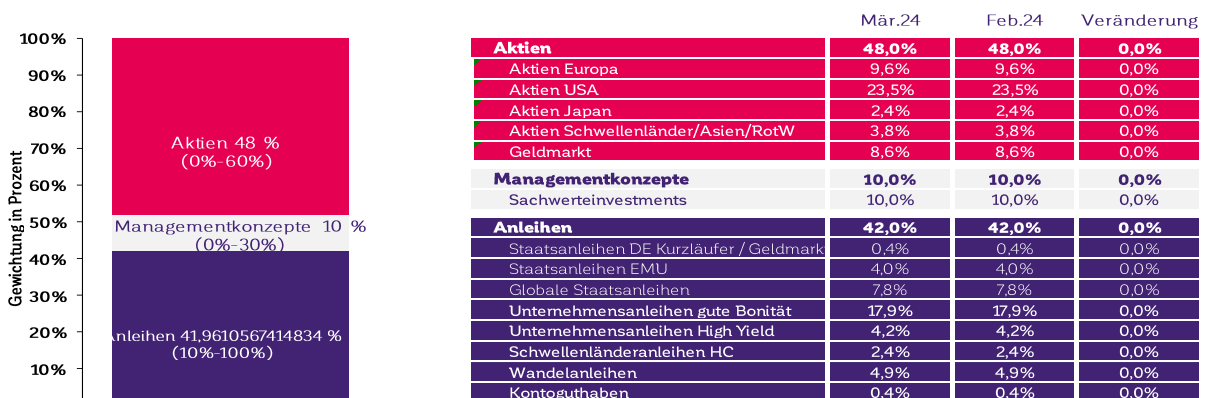 Mär.24 Feb.24 Veränderung
100%
90%
80%
70%
60%
50%
40%
30%
20%
10%
Gewichtung in Prozent
Aktien 48 %
(0%-60%)
Managementkonzepte 10 %
(0%-30%)
Anleihen 41,9610567414834 %
(10%-100%)
Aktien 48,0% 48,0% 0,0%
Aktien Europa 9,6% 9,6% 0,0%
Aktien USA 23,5% 23,5% 0,0%
Aktien Japan 2,4% 2,4% 0,0%
Aktien Schwellenländer/Asien/RotW 3,8% 3,8% 0,0%
Geldmarkt 8,6% 8,6% 0,0%
Managementkonzepte 10,0% 10,0% 0,0%
Sachwerteinvestments 10,0% 10,0% 0,0%
Anleihen 42,0% 42,0% 0,0%
Staatsanleihen DE Kurzläufer / Geldmark 0,4% 0,4% 0,0%
Staatsanleihen EMU 4,0% 4,0% 0,0%
Globale Staatsanleihen 7,8% 7,8% 0,0%
Unternehmensanleihen gute Bonität 17,9% 17,9% 0,0%
Unternehmensanleihen High Yield 4,2% 4,2% 0,0%
Schwellenländeranleihen HC 2,4% 2,4% 0,0%
Wandelanleihen 4,9% 4,9% 0,0%
Kontoguthaben 0,4% 0,4% 0,0%